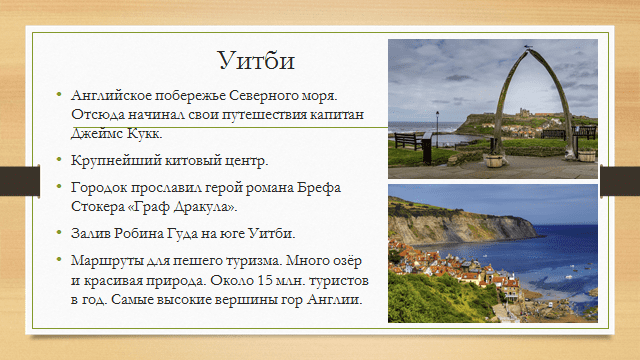 Уитби
• Английское побережье Северного моря.
Отсюда начинал свои путешествия капитан
Джеймс Кукк.
• Крупнейший китовый центр.
• Городок прославил герой романа Брефа
Стокера «Граф Дракула».
• Залив Робина Гуда на юге Уитби.
• Маршруты для пешего туризма. Много озёр
и красивая природа. Около 15 млн. туристов
в год. Самые высокие вершины гор Англии.